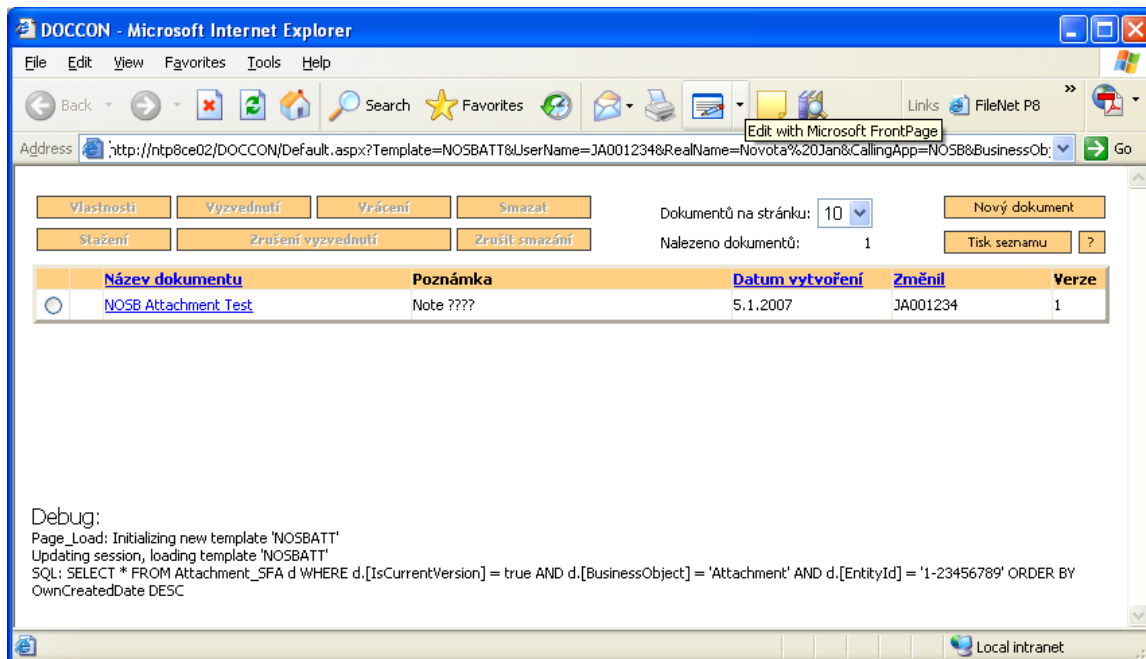 DOCCON - Microsoft Internet Explorer
File Edit View Favorites Tools Help
Back Search Favorites Links FileNet P8 »
Edit with Microsoft FrontPage
Address http://ntp8ce02/DOCCON/Default.aspx?Template=NOSBATT&UserName=JA001234&RealName=Novota%20Jan&CallingApp=NOSB&BusinessOb Go
Vlastnosti Vyzvednutí Vrácení Smazat Dokumentů na stránku: 10 Nový dokument
Stažení Zrušení vyzvednutí Zrušit smazání Nalezeno dokumentů: 1 Tisk seznamu ?
Název dokumentu Poznámka Datum vytvoření Změnil Verze
NOSB Attachment Test Note ???? 5.1.2007 JA001234 1
Debug:
Page_Load: Initializing new template 'NOSBATT'
Updating session, loading template 'NOSBATT'
SQL: SELECT * FROM Attachment_SFA d WHERE d.[IsCurrentVersion] = true AND d.[BusinessObject] = 'Attachment' AND d.[EntityId] = '1-23456789' ORDER BY
OwnCreatedDate DESC
Local intranet